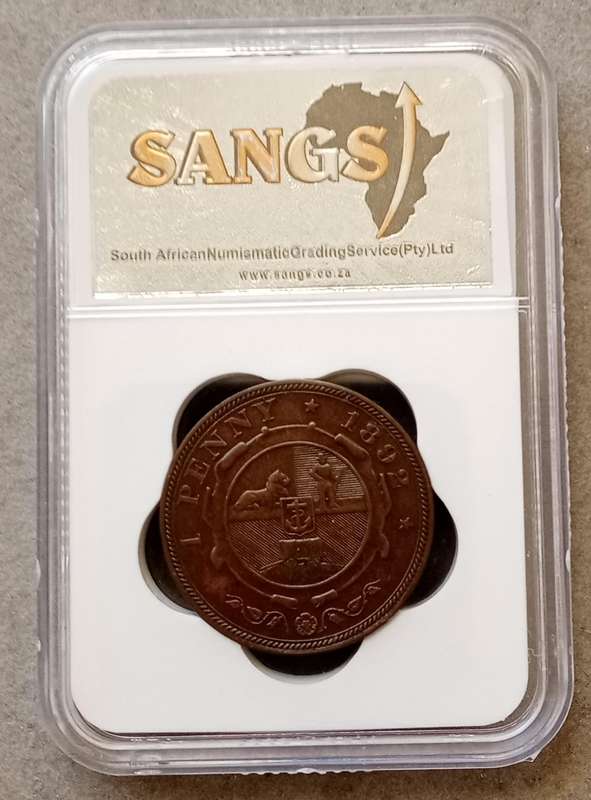 SANGS
South AfricanNumismaticGradingService(Pty)Ltd
www.sangs.co.za
1 PENNY ★ 1892 ★